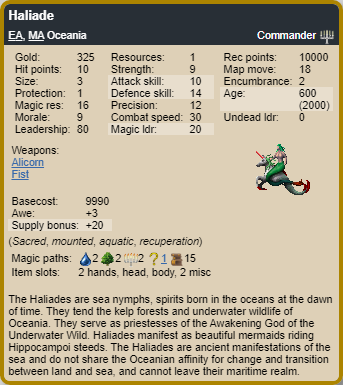 Haliade
EA, MA Oceania Commander
Gold: 325 Resources: 1 Rec points: 10000
Hit points: 10 Strength: 9 Map move: 18
Size: 3 Attack skill: 10 Encumbrance: 2
Protection: 1 Defence skill: 14 Age: 600
Magic res: 16 Precision: 12 (2000)
Morale: 9 Combat speed: 30 Undead ldr: 0
Leadership: 80 Magic ldr: 20
Weapons:
Alicorn
Fist
Basecost: 9990
Awe: +3
Supply bonus: +20
(Sacred, mounted, aquatic, recuperation)
Magic paths: 2 2 2 ? 1 15
Item slots: 2 hands, head, body, 2 misc
The Haliades are sea nymphs, spirits born in the oceans at the dawn
of time. They tend the kelp forests and underwater wildlife of
Oceania. They serve as priestesses of the Awakening God of the
Underwater Wild. Haliades manifest as beautiful mermaids riding
Hippocampoi steeds. The Haliades are ancient manifestations of the
sea and do not share the Oceanian affinity for change and transition
between land and sea, and cannot leave their maritime realm.